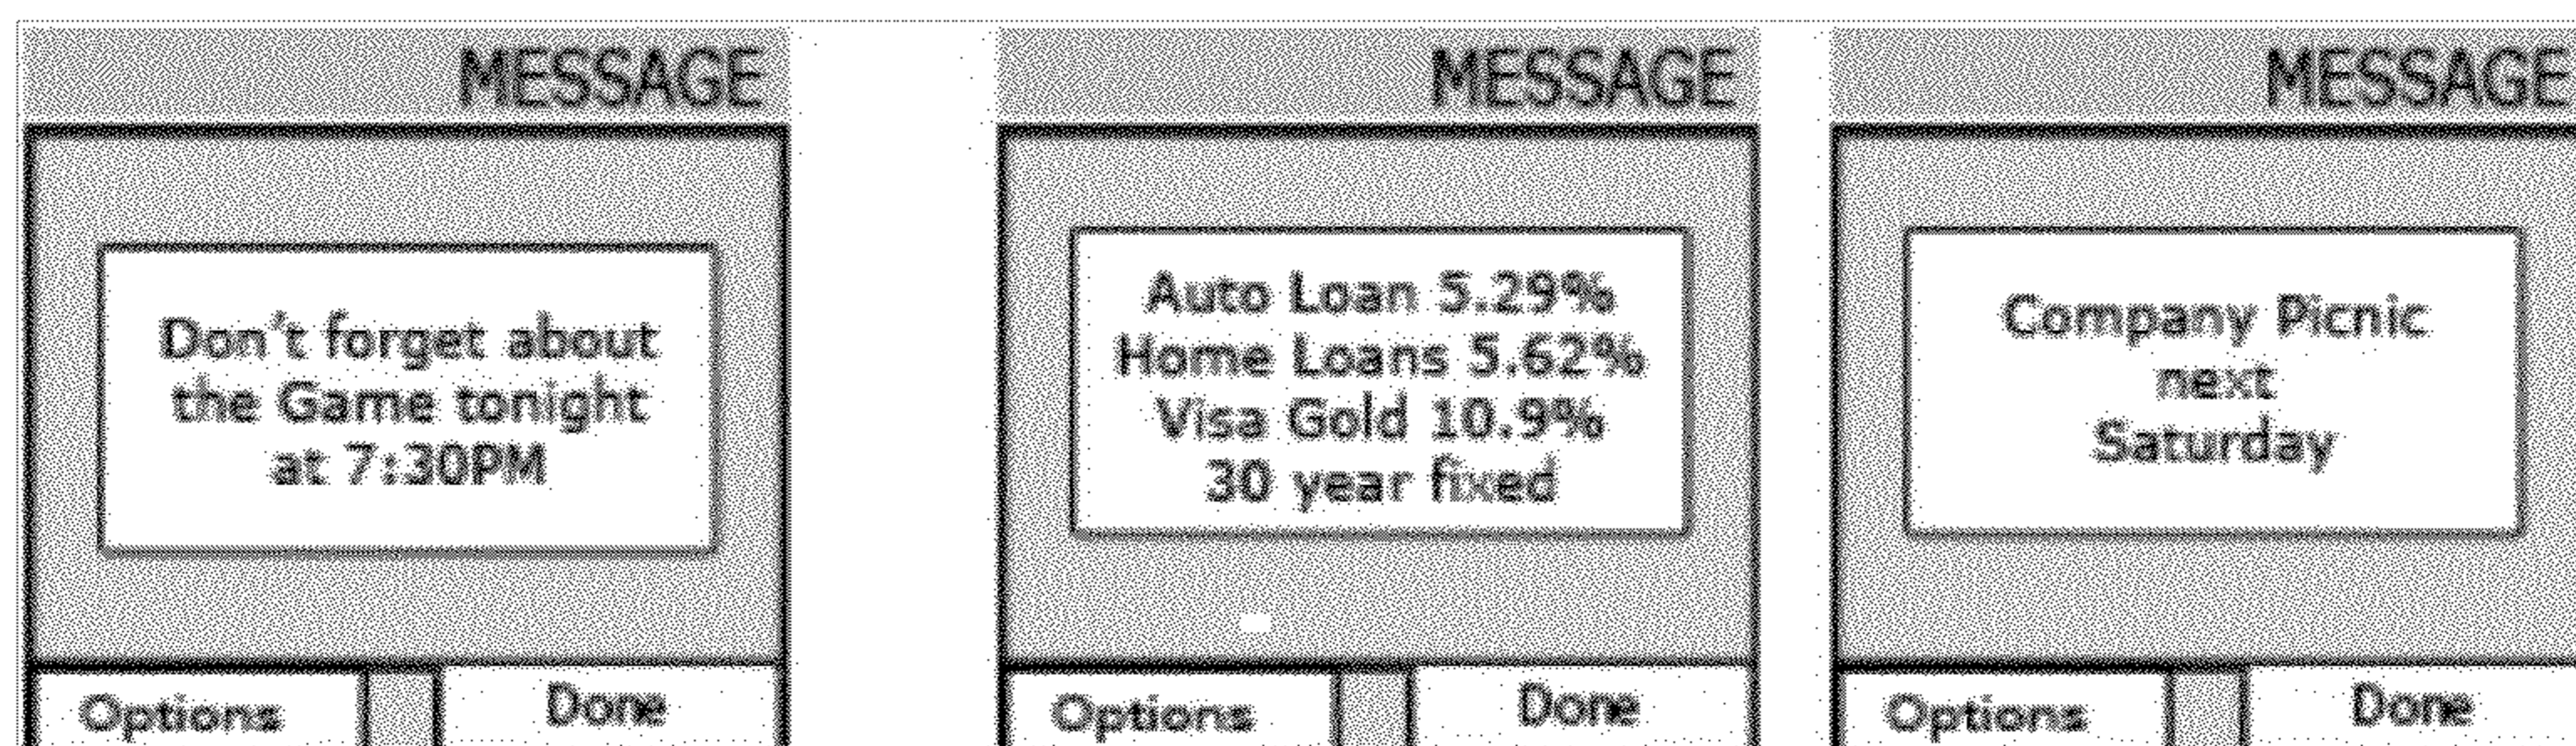 MESSAGE
Don't forget about
the Game tonight
at 7:30PM
Options
Done
MESSAGE
Auto Loan 5.29%
Home Loans 5.62%
Visa Gold 10.9%
30 year fixed
Options
Done
MESSAGE
Company Picnic
next
Saturday
Options
Done